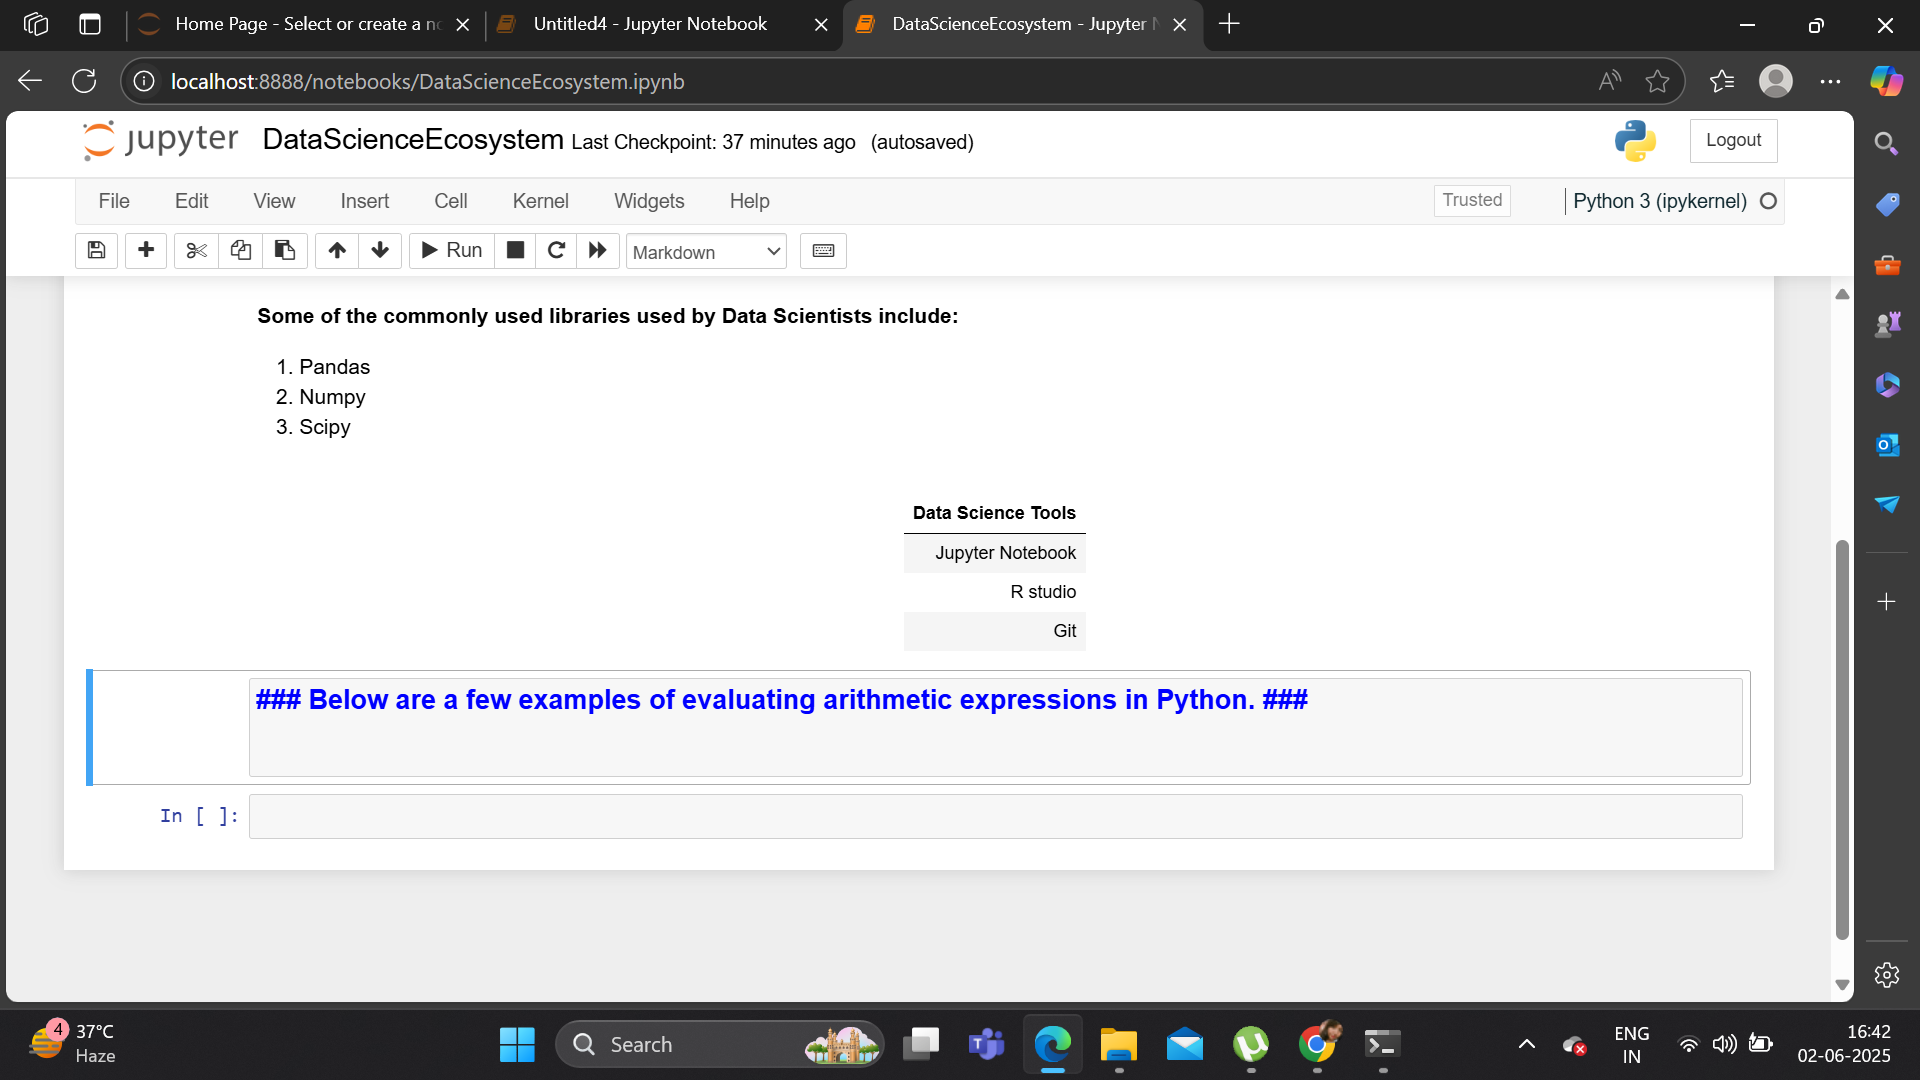 Home Page - Select or create a no
Untitled4 - Jupyter Notebook
DataScienceEcosystem - Jupyter N
localhost:8888/notebooks/DataScienceEcosystem.ipynb
jupyter DataScienceEcosystem Last Checkpoint: 37 minutes ago (autosaved)
Logout
File Edit View Insert Cell Kernel Widgets Help
Trusted
Python 3 (ipykernel)
Run
Markdown
Some of the commonly used libraries used by Data Scientists include:
1. Pandas
2. Numpy
3. Scipy
Data Science Tools
Jupyter Notebook
R studio
Git
### Below are a few examples of evaluating arithmetic expressions in Python. ###
In [ ]:
4
37°C
Haze
Search
ENG
IN
16:42
02-06-2025